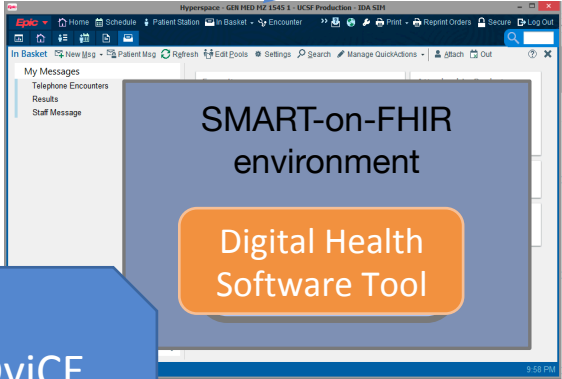 Hyperspace - GEN MED MZ 1545 1 - UCSF Production - IDA SIM
Epic Home Schedule Patient Station In Basket Encounter Print Reprint Orders Secure Log Out
In Basket New Msg Patient Msg Refresh Edit Pools Settings Search Manage QuickActions Attach Out
My Messages
Telephone Encounters
Results
Staff Message
SMART-on-FHIR
environment
Digital Health
Software Tool
9:58 PM